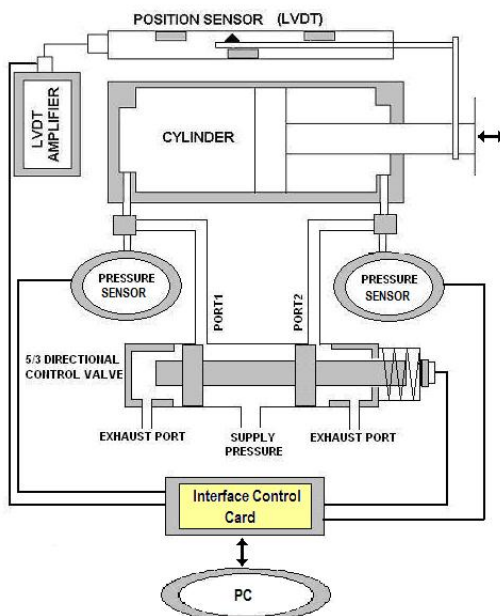 POSITION SENSOR (LVDT)
LVDT
AMPLIFIER
CYLINDER
PRESSURE
SENSOR
PRESSURE
SENSOR
PORT1
PORT2
5/3 DIRECTIONAL
CONTROL VALVE
EXHAUST PORT
SUPPLY
PRESSURE
EXHAUST PORT
Interface Control
Card
PC